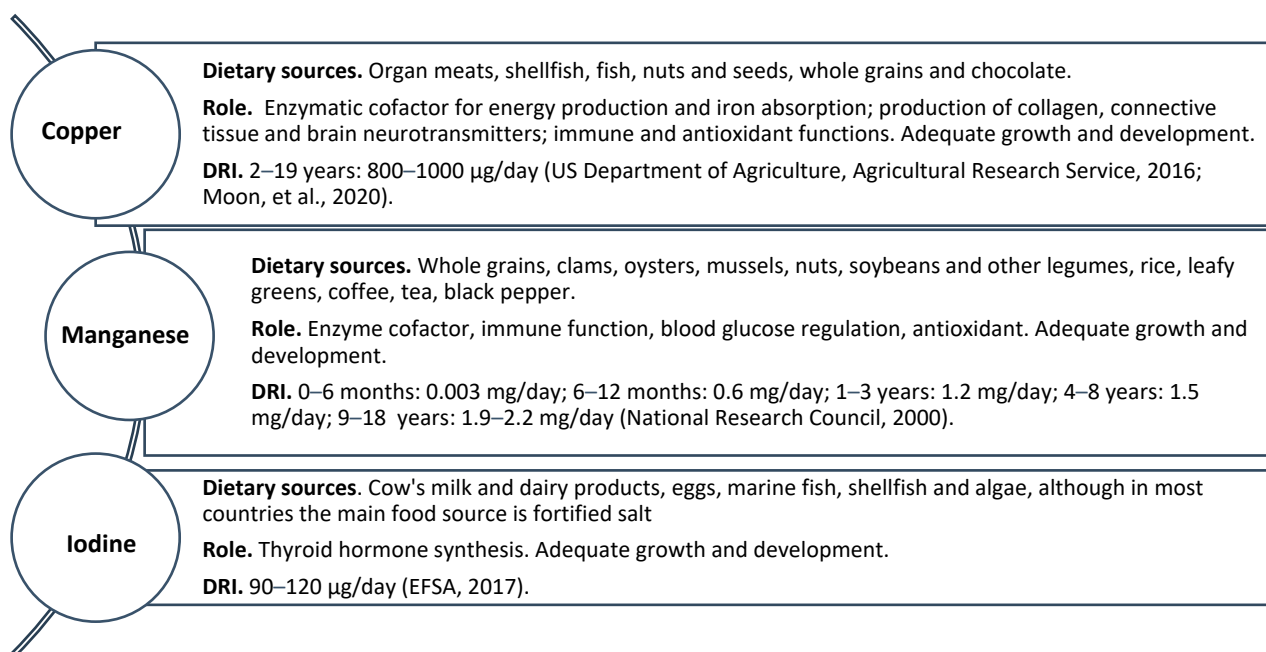 Copper
Dietary sources. Organ meats, shellfish, fish, nuts and seeds, whole grains and chocolate.
Role.  Enzymatic cofactor for energy production and iron absorption; production of collagen, connective
tissue and brain neurotransmitters; immune and antioxidant functions. Adequate growth and development.
DRI. 2–19 years: 800–1000 µg/day (US Department of Agriculture, Agricultural Research Service, 2016;
Moon, et al., 2020).
Manganese
Dietary sources. Whole grains, clams, oysters, mussels, nuts, soybeans and other legumes, rice, leafy
greens, coffee, tea, black pepper.
Role. Enzyme cofactor, immune function, blood glucose regulation, antioxidant. Adequate growth and
development.
DRI. 0–6 months: 0.003 mg/day; 6–12 months: 0.6 mg/day; 1–3 years: 1.2 mg/day; 4–8 years: 1.5
mg/day; 9–18  years: 1.9–2.2 mg/day (National Research Council, 2000).
Iodine
Dietary sources. Cow's milk and dairy products, eggs, marine fish, shellfish and algae, although in most
countries the main food source is fortified salt
Role. Thyroid hormone synthesis. Adequate growth and development.
DRI. 90–120 µg/day (EFSA, 2017).